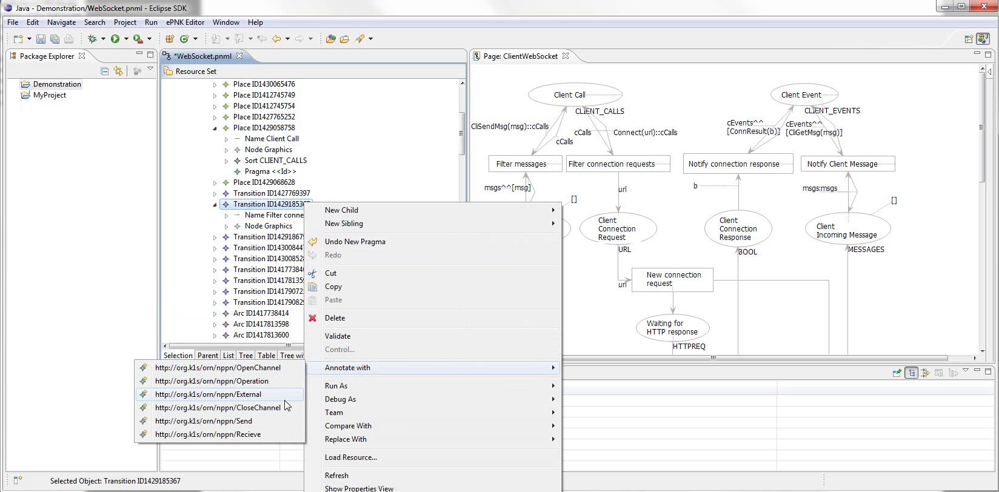 Java - Demonstration/WebSocket.pnml - Eclipse SDK
File Edit Navigate Search Project Run ePNK Editor Window Help
Package Explorer
Demonstration
MyProject
*WebSocket.pnml
Resource Set
Place ID1430065476
Place ID1412745749
Place ID1412745754
Place ID1427765252
Place ID1429058758
Name Client Call
Node Graphics
Sort CLIENT_CALLS
Pragma <<Id>>
Place ID1429068628
Transition ID1427769397
Transition ID1429185367
Name Filter conne
Node Graphics
Transition ID14291867
Transition ID14300844
Transition ID14300852
Transition ID14177384
Transition ID14178135
Transition ID14179072
Transition ID14179082
Arc ID1417738414
Arc ID1417813598
Arc ID1417813600
Selection Parent List Tree Table Tree wi
New Child
New Sibling
Undo New Pragma
Redo
Cut
Copy
Paste
Delete
Validate
Control...
Annotate with
Run As
Debug As
Team
Compare With
Replace With
Load Resource...
Refresh
Show Properties View
http://org.k1s/orn/nppn/OpenChannel
http://org.k1s/orn/nppn/Operation
http://org.k1s/orn/nppn/External
http://org.k1s/orn/nppn/CloseChannel
http://org.k1s/orn/nppn/Send
http://org.k1s/orn/nppn/Recieve
Page: ClientWebSocket
Client Call
CLIENT_CALLS
CliSendMsg(msg)::cCalls
cCalls
cCalls
Connect(url)::cCalls
Filter messages
Filter connection requests
msgs^^[msg]
[]
url
Client
Connection
Request
URL
url
New connection
request
Waiting for
HTTP response
HTTPREQ
Client Event
CLIENT_EVENTS
cEvents^^
[ConnResult(b)]
cEvents^^
[CliGetMsg(msg)]
Notify connection response
Notify Client Message
b
msgs:msgs
[]
Client
Connection
Response
BOOL
Client
Incoming Message
MESSAGES
Selected Object: Transition ID1429185367